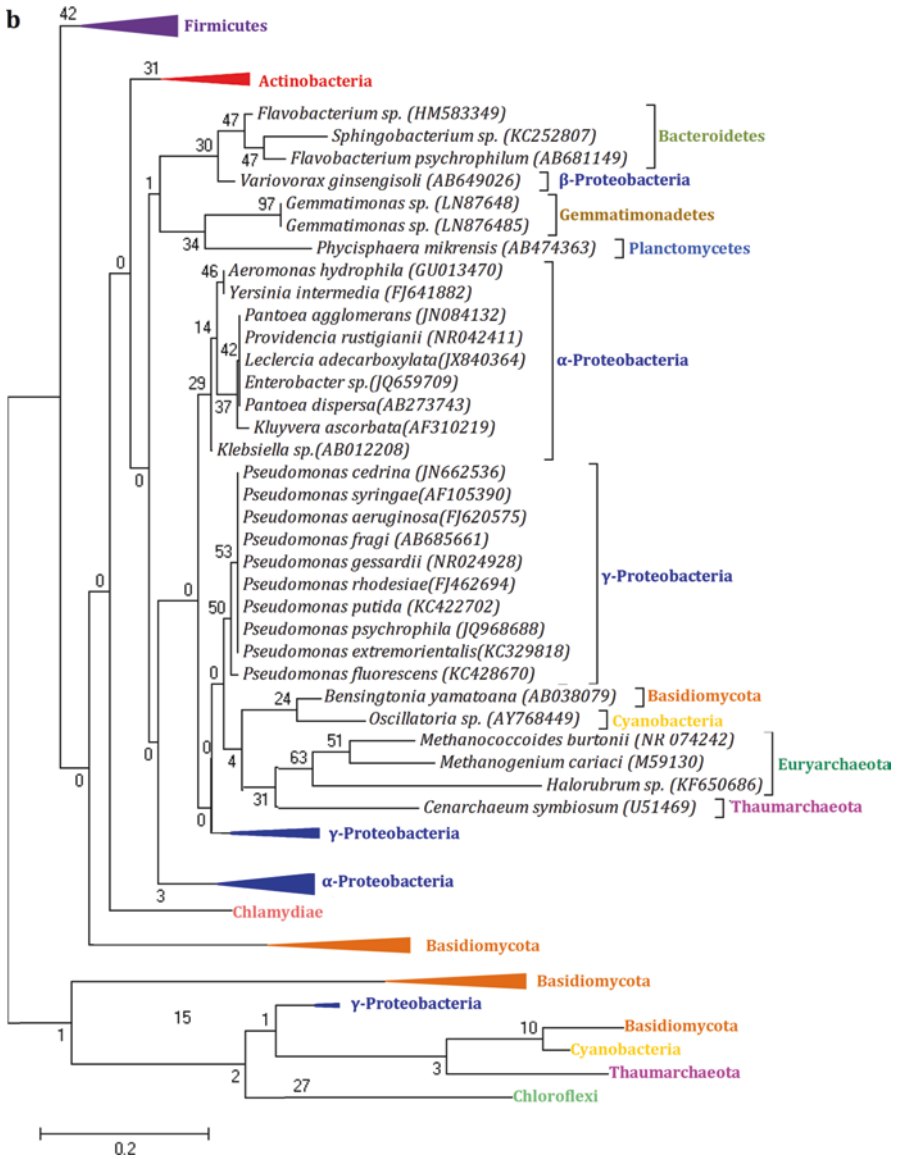 b
42
Firmicutes
31
Actinobacteria
Flavobacterium sp. (HM583349)
47
Sphingobacterium sp. (KC252807)
Bacteroidetes
30
47
Flavobacterium psychrophilum (AB681149)
Variovorax ginsengisoli (AB649026)
β-Proteobacteria
1
97
Gemmatimonas sp. (LN87648)
Gemmatimonadetes
Gemmatimonas sp. (LN876485)
34
Phycisphaera mikrensis (AB474363)
Planctomycetes
0
46
Aeromonas hydrophila (GU013470)
Yersinia intermedia (FJ641882)
Pantoea agglomerans (JN084132)
14
Providencia rustigianii (NR042411)
42
Leclercia adecarboxylata(JX840364)
α-Proteobacteria
29
Enterobacter sp.(JQ659709)
37
Pantoea dispersa(AB273743)
Kluyvera ascorbata(AF310219)
Klebsiella sp.(AB012208)
0
Pseudomonas cedrina (JN662536)
Pseudomonas syringae(AF105390)
Pseudomonas aeruginosa(FJ620575)
Pseudomonas fragi (AB685661)
53
Pseudomonas gessardii (NR024928)
γ-Proteobacteria
0
0
Pseudomonas rhodesiae(FJ462694)
50
Pseudomonas putida (KC422702)
Pseudomonas psychrophila (JQ968688)
Pseudomonas extremorientalis(KC329818)
0
Pseudomonas fluorescens (KC428670)
24
Bensingtonia yamatoana (AB038079)
Basidiomycota
Oscillatoria sp. (AY768449)
Cyanobacteria
0
0
51
Methanococcoides burtonii (NR 074242)
4
63
Methanogenium cariaci (M59130)
Euryarchaeota
0
Halorubrum sp. (KF650686)
31
Cenarchaeum symbiosum (U51469)
Thaumarchaeota
0
γ-Proteobacteria
α-Proteobacteria
3
Chlamydiae
Basidiomycota
Basidiomycota
γ-Proteobacteria
15
1
10
Basidiomycota
1
Cyanobacteria
3
Thaumarchaeota
2
27
Chloroflexi
0.2